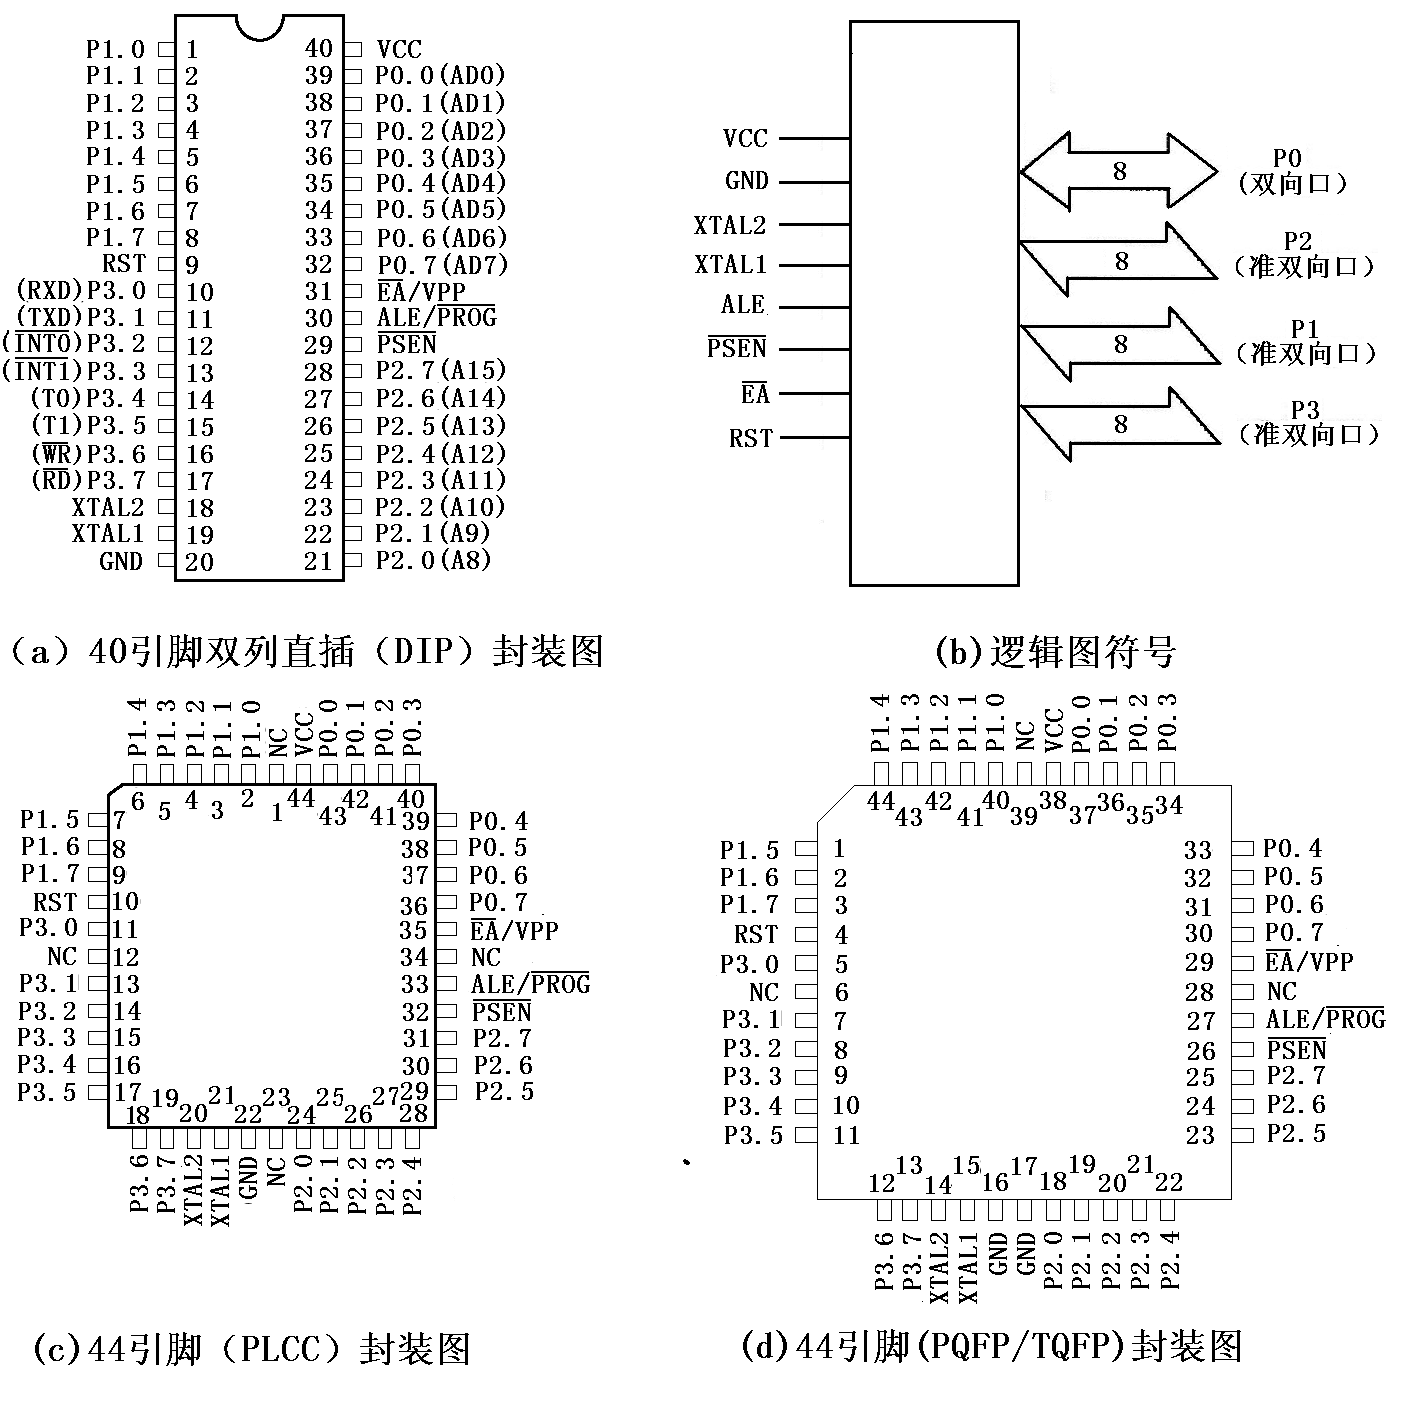 P1.0 1 40 VCC
P1.1 2 39 P0.0(AD0)
P1.2 3 38 P0.1(AD1)
P1.3 4 37 P0.2(AD2)
P1.4 5 36 P0.3(AD3)
P1.5 6 35 P0.4(AD4)
P1.6 7 34 P0.5(AD5)
P1.7 8 33 P0.6(AD6)
RST 9 32 P0.7(AD7)
(RXD)P3.0 10 31 E̅A̅/VPP
(TXD)P3.1 11 30 ALE/P̅R̅O̅G̅
(I̅N̅T̅0̅)P3.2 12 29 P̅S̅E̅N̅
(I̅N̅T̅1̅)P3.3 13 28 P2.7(A15)
(T0)P3.4 14 27 P2.6(A14)
(T1)P3.5 15 26 P2.5(A13)
(W̅R̅)P3.6 16 25 P2.4(A12)
(R̅D̅)P3.7 17 24 P2.3(A11)
XTAL2 18 23 P2.2(A10)
XTAL1 19 22 P2.1(A9)
GND 20 21 P2.0(A8)
(a)40引脚双列直插(DIP)封装图
VCC
GND
XTAL2
XTAL1
ALE
P̅S̅E̅N̅
E̅A̅
RST
8 P0
(双向口)
8 P2
(准双向口)
8 P1
(准双向口)
8 P3
(准双向口)
(b)逻辑图符号
P1.4 P1.3 P1.2 P1.1 P1.0 NC VCC P0.0 P0.1 P0.2 P0.3
6 5 4 3 2 1 44 43 42 41 40
P1.5 7 39 P0.4
P1.6 8 38 P0.5
P1.7 9 37 P0.6
RST 10 36 P0.7
P3.0 11 35 E̅A̅/VPP
NC 12 34 NC
P3.1 13 33 ALE/P̅R̅O̅G̅
P3.2 14 32 P̅S̅E̅N̅
P3.3 15 31 P2.7
P3.4 16 30 P2.6
P3.5 17 29 P2.5
18 19 20 21 22 23 24 25 26 27 28
P3.6 P3.7 XTAL2 XTAL1 GND NC P2.0 P2.1 P2.2 P2.3 P2.4
(c)44引脚(PLCC)封装图
P1.4 P1.3 P1.2 P1.1 P1.0 NC VCC P0.0 P0.1 P0.2 P0.3
44 43 42 41 40 39 38 37 36 35 34
P1.5 1 33 P0.4
P1.6 2 32 P0.5
P1.7 3 31 P0.6
RST 4 30 P0.7
P3.0 5 29 E̅A̅/VPP
NC 6 28 NC
P3.1 7 27 ALE/P̅R̅O̅G̅
P3.2 8 26 P̅S̅E̅N̅
P3.3 9 25 P2.7
P3.4 10 24 P2.6
P3.5 11 23 P2.5
12 13 14 15 16 17 18 19 20 21 22
P3.6 P3.7 XTAL2 XTAL1 GND GND P2.0 P2.1 P2.2 P2.3 P2.4
(d)44引脚(PQFP/TQFP)封装图